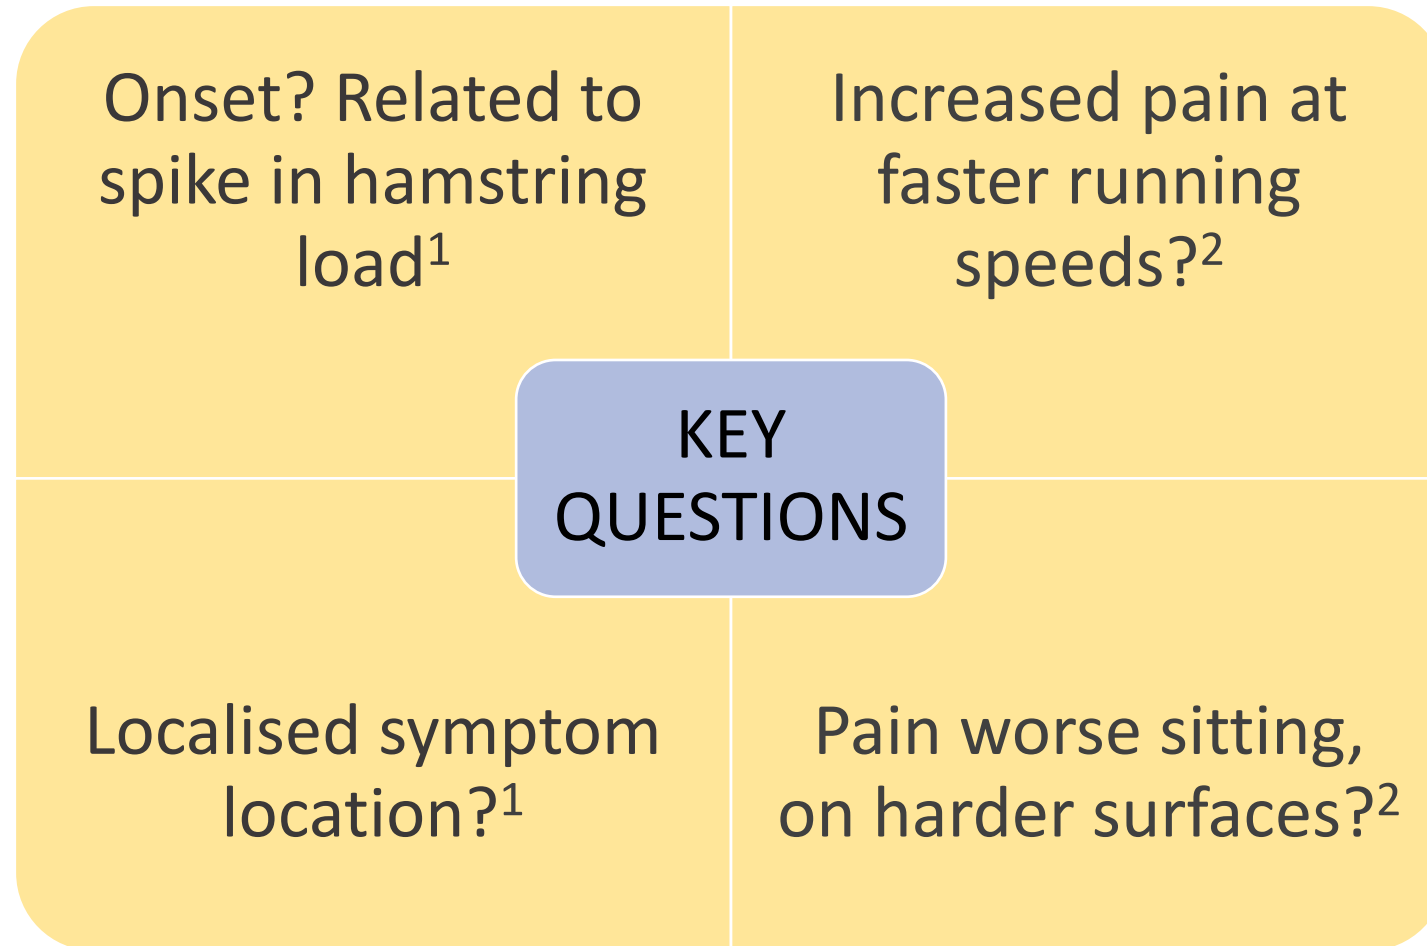 Onset? Related to
spike in hamstring
load¹
Increased pain at
faster running
speeds?²
KEY
QUESTIONS
Localised symptom
location?¹
Pain worse sitting,
on harder surfaces?²